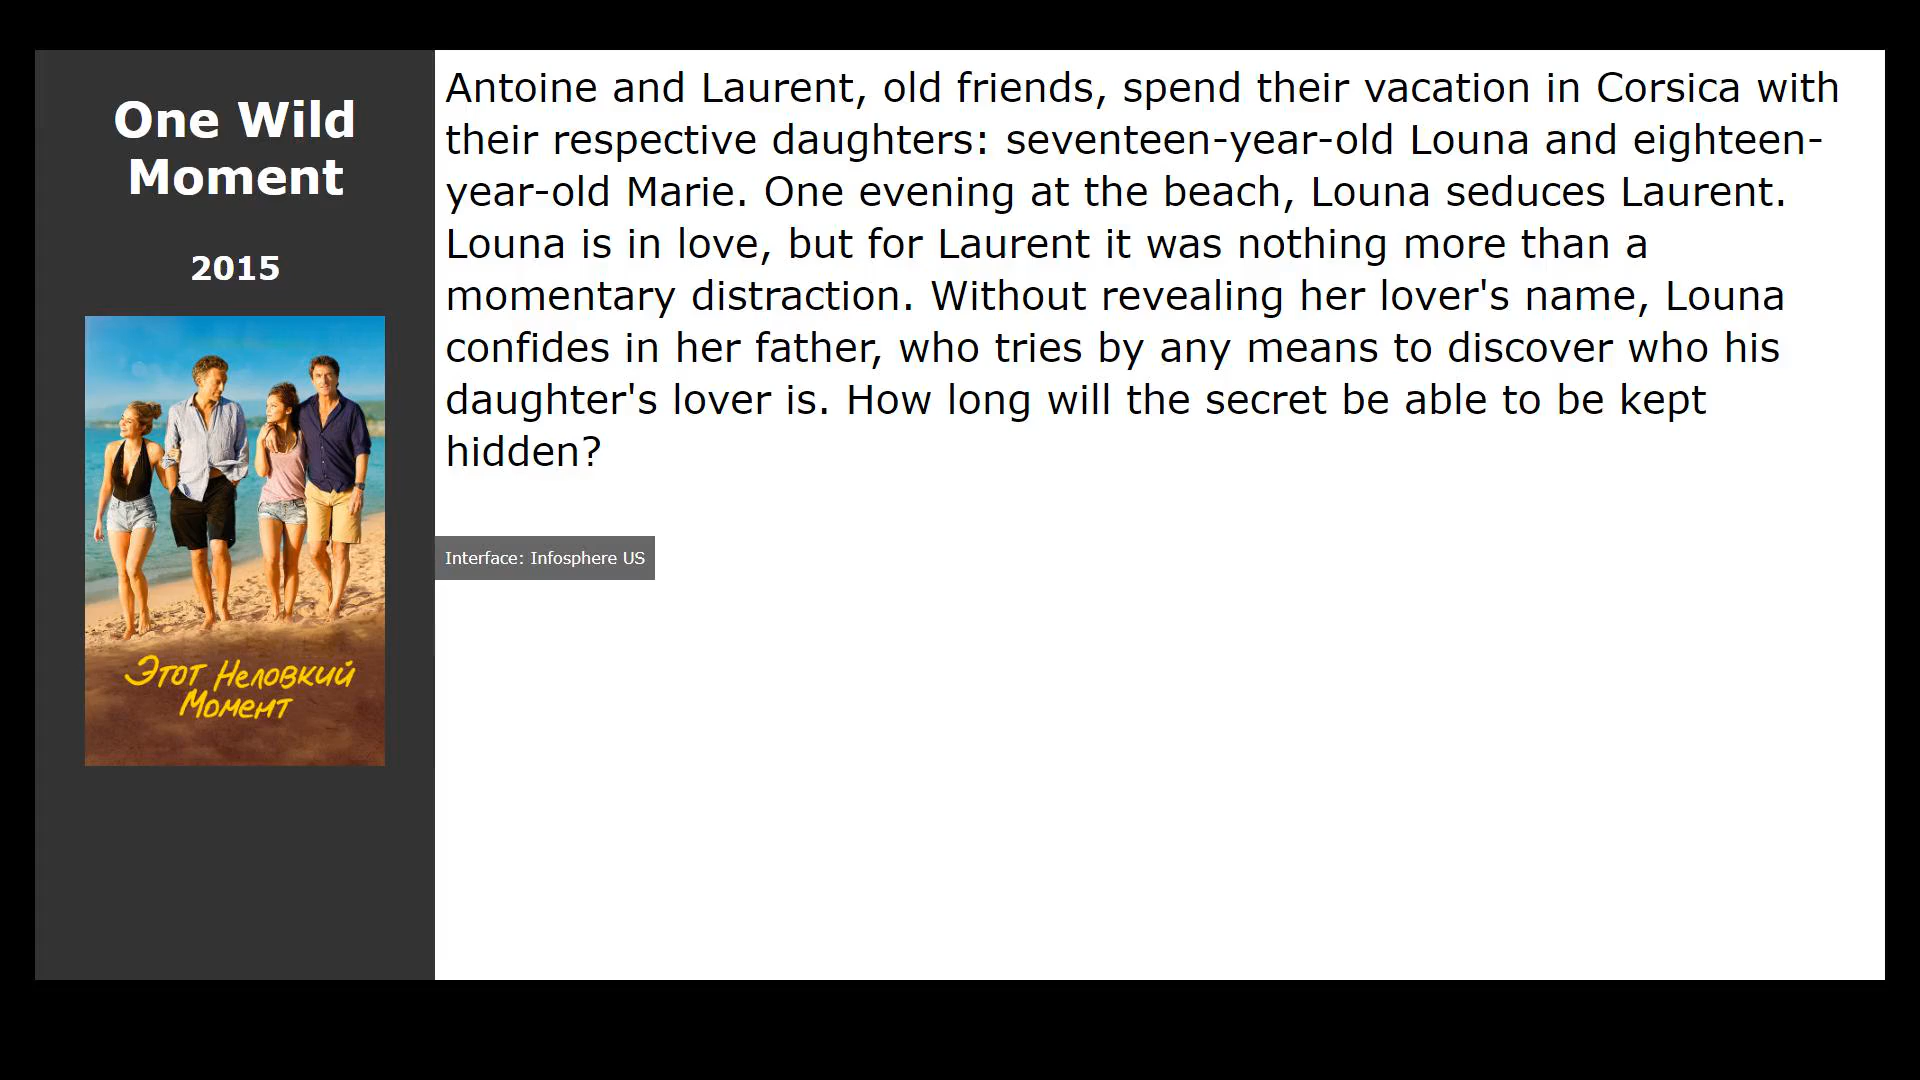 One Wild
Moment
2015
Этот Неловкий
Момент
Antoine and Laurent, old friends, spend their vacation in Corsica with
their respective daughters: seventeen-year-old Louna and eighteen-
year-old Marie. One evening at the beach, Louna seduces Laurent.
Louna is in love, but for Laurent it was nothing more than a
momentary distraction. Without revealing her lover's name, Louna
confides in her father, who tries by any means to discover who his
daughter's lover is. How long will the secret be able to be kept
hidden?
Interface: Infosphere US